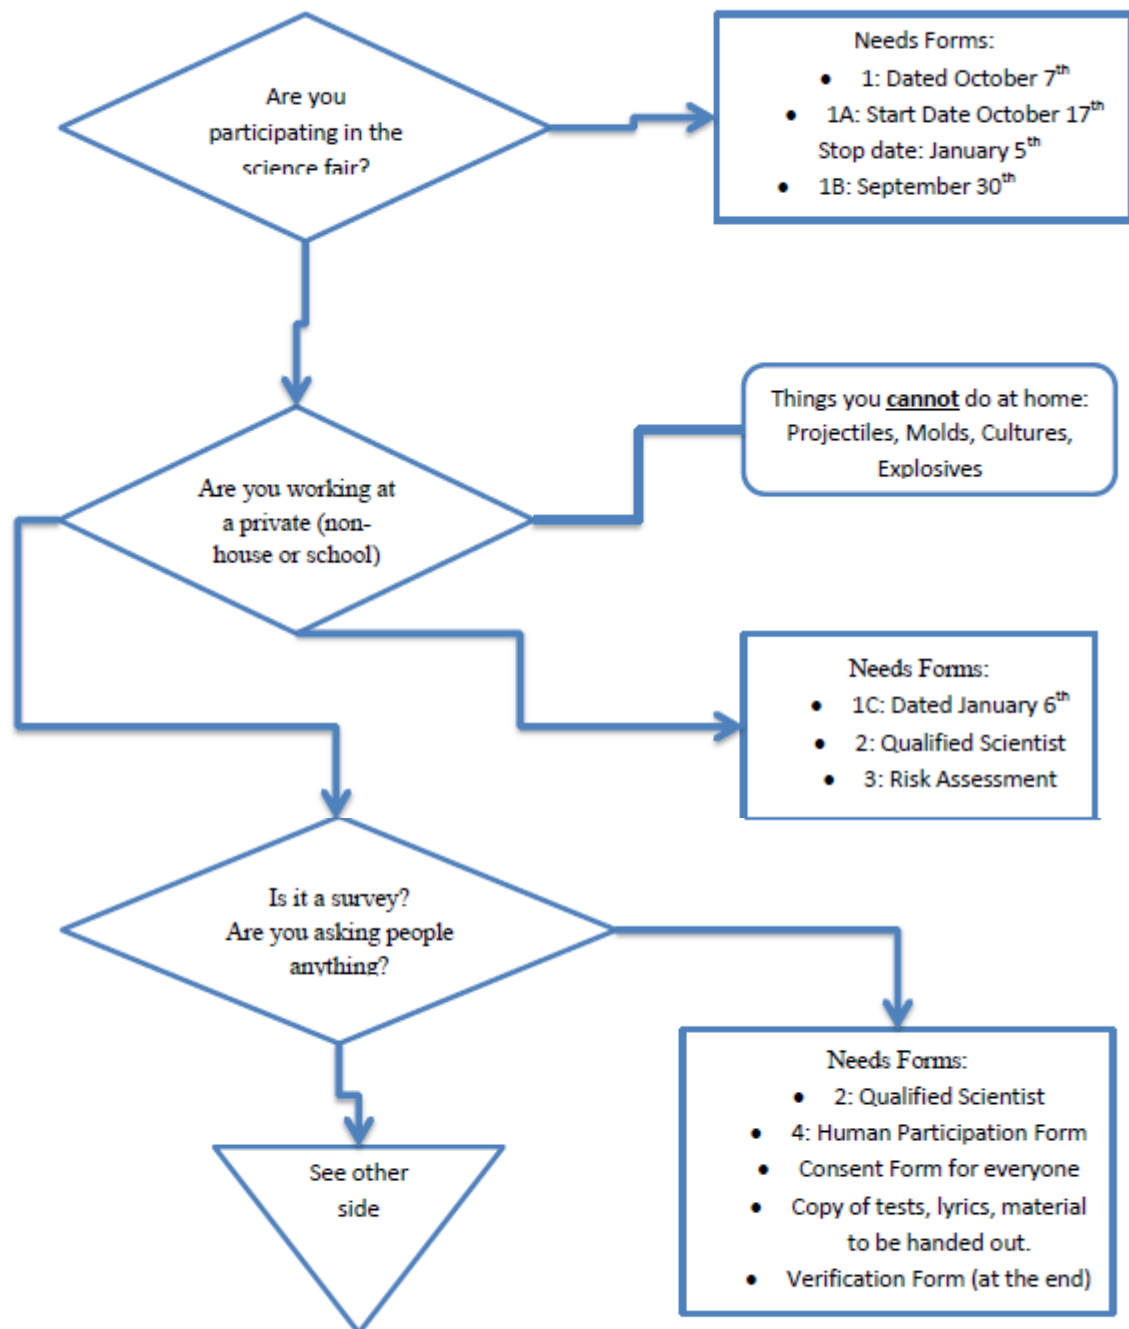 Are you
participating in the
science fair?
Needs Forms:
• 1: Dated October 7th
• 1A: Start Date October 17th
Stop date: January 5th
• 1B: September 30th
Things you cannot do at home:
Projectiles, Molds, Cultures,
Explosives
Are you working at
a private (non-
house or school)
Needs Forms:
• 1C: Dated January 6th
• 2: Qualified Scientist
• 3: Risk Assessment
Is it a survey?
Are you asking people
anything?
Needs Forms:
• 2: Qualified Scientist
• 4: Human Participation Form
• Consent Form for everyone
• Copy of tests, lyrics, material
to be handed out.
• Verification Form (at the end)
See other
side